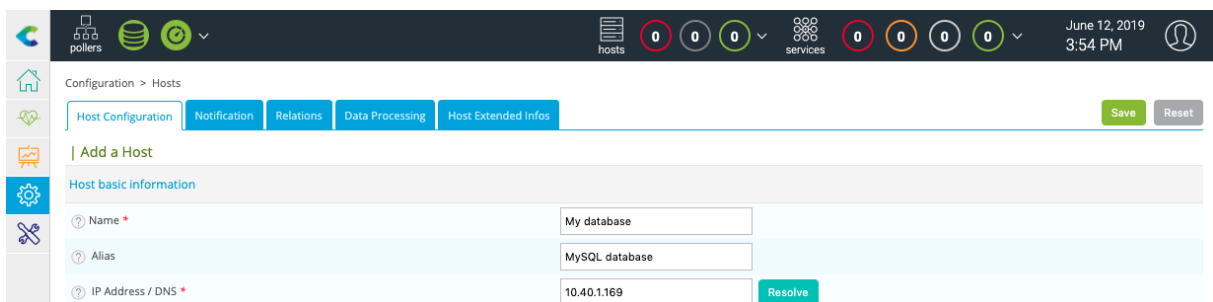 pollers
hosts
0 0 0
services
0 0 0 0
June 12, 2019
3:54 PM
Configuration > Hosts
Host Configuration Notification Relations Data Processing Host Extended Infos Save Reset
| Add a Host
Host basic information
? Name * My database
? Alias MySQL database
? IP Address / DNS * 10.40.1.169 Resolve